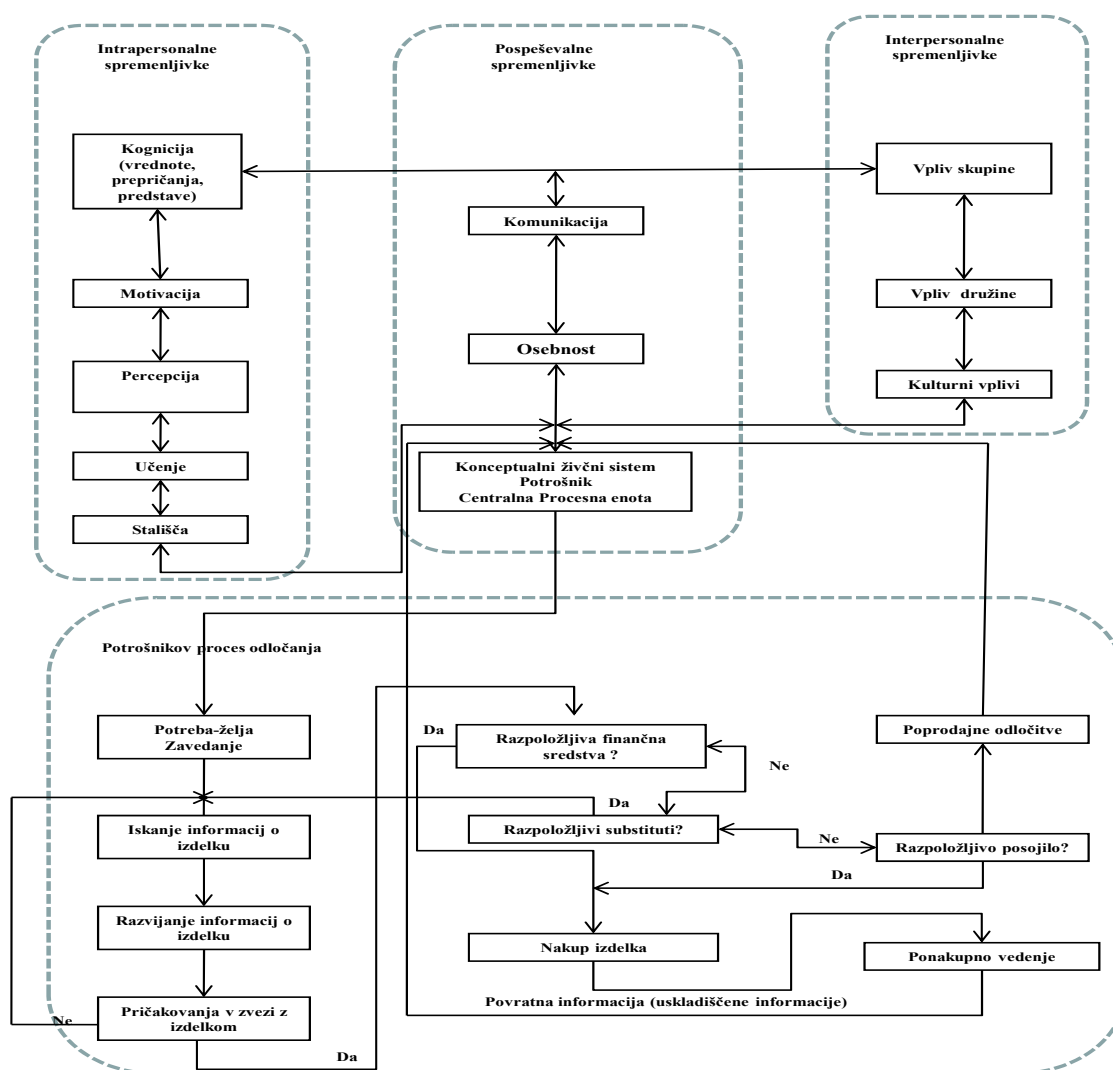 Intrapersonalne
spremenljivke
Kognicija
(vrednote,
prepričanja,
predstave)
Motivacija
Percepcija
Učenje
Stališča
Pospeševalne
spremenljivke
Komunikacija
Osebnost
Konceptualni živčni sistem
Potrošnik
Centralna Procesna enota
Interpersonalne
spremenljivke
Vpliv skupine
Vpliv družine
Kulturni vplivi
Potrošnikov proces odločanja
Potreba-želja
Zavedanje
Iskanje informacij o
izdelku
Razvijanje informacij o
izdelku
Pričakovanja v zvezi z
izdelkom
Ne
Da
Da
Razpoložljiva finančna
sredstva ?
Ne
Da
Razpoložljivi substituti?
Ne
Poprodajne odločitve
Razpoložljivo posojilo?
Da
Nakup izdelka
Ponakupno vedenje
Povratna informacija (uskladiščene informacije)